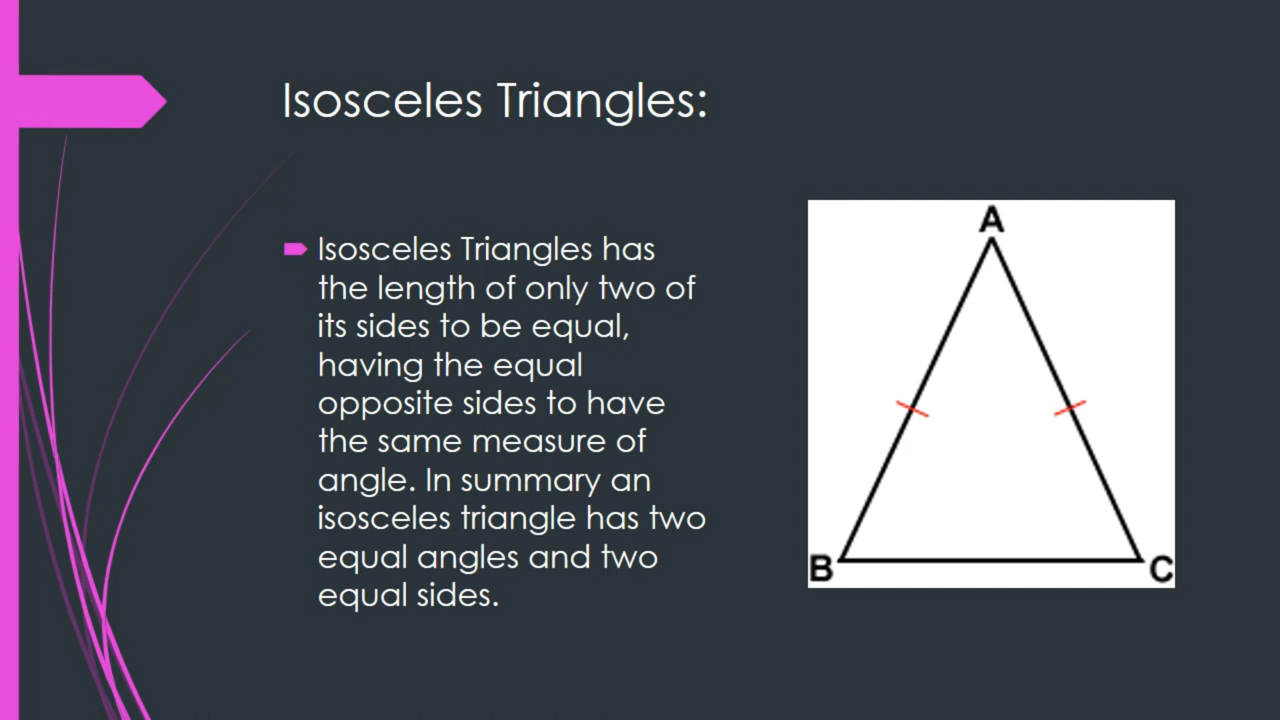 Isosceles Triangles:
Isosceles Triangles has
the length of only two of
its sides to be equal,
having the equal
opposite sides to have
the same measure of
angle. In summary an
isosceles triangle has two
equal angles and two
equal sides.
A
B
C